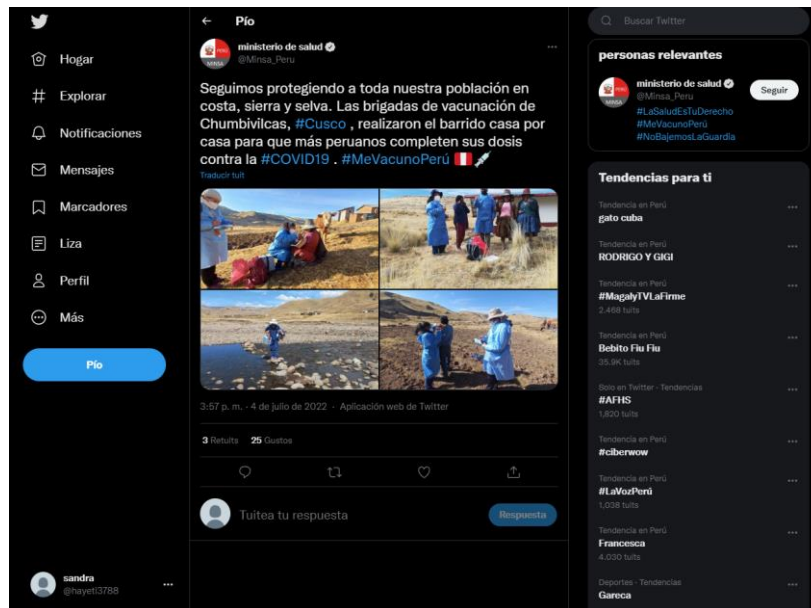 Hogar
Explorar
Notificaciones
Mensajes
Marcadores
Liza
Perfil
Más
Pío
sandra
@hayeti3788
Pío
ministerio de salud
@Minsa_Peru
Seguimos protegiendo a toda nuestra población en
costa, sierra y selva. Las brigadas de vacunación de
Chumbivilcas, #Cusco , realizaron el barrido casa por
casa para que más peruanos completen sus dosis
contra la #COVID19 . #MeVacunoPerú
Traducir tuit
3:57 p. m. · 4 de julio de 2022 · Aplicación web de Twitter
3 Retuits 25 Gustos
Tuitea tu respuesta
Respuesta
Buscar Twitter
personas relevantes
ministerio de salud
@Minsa_Peru
Seguir
#LaSaludEsTuDerecho
#MeVacunoPerú
#NoBajemosLaGuardia
Tendencias para ti
Tendencia en Perú
gato cuba
Tendencia en Perú
RODRIGO Y GIGI
Tendencia en Perú
#MagalyTVLaFirme
2.468 tuits
Tendencia en Perú
Bebito Fiu Fiu
35.9K tuits
Solo en Twitter · Tendencias
#AFHS
1,820 tuits
Tendencia en Perú
#ciberwow
Tendencia en Perú
#LaVozPerú
1,038 tuits
Tendencia en Perú
Francesca
4.030 tuits
Deportes · Tendencias
Gareca